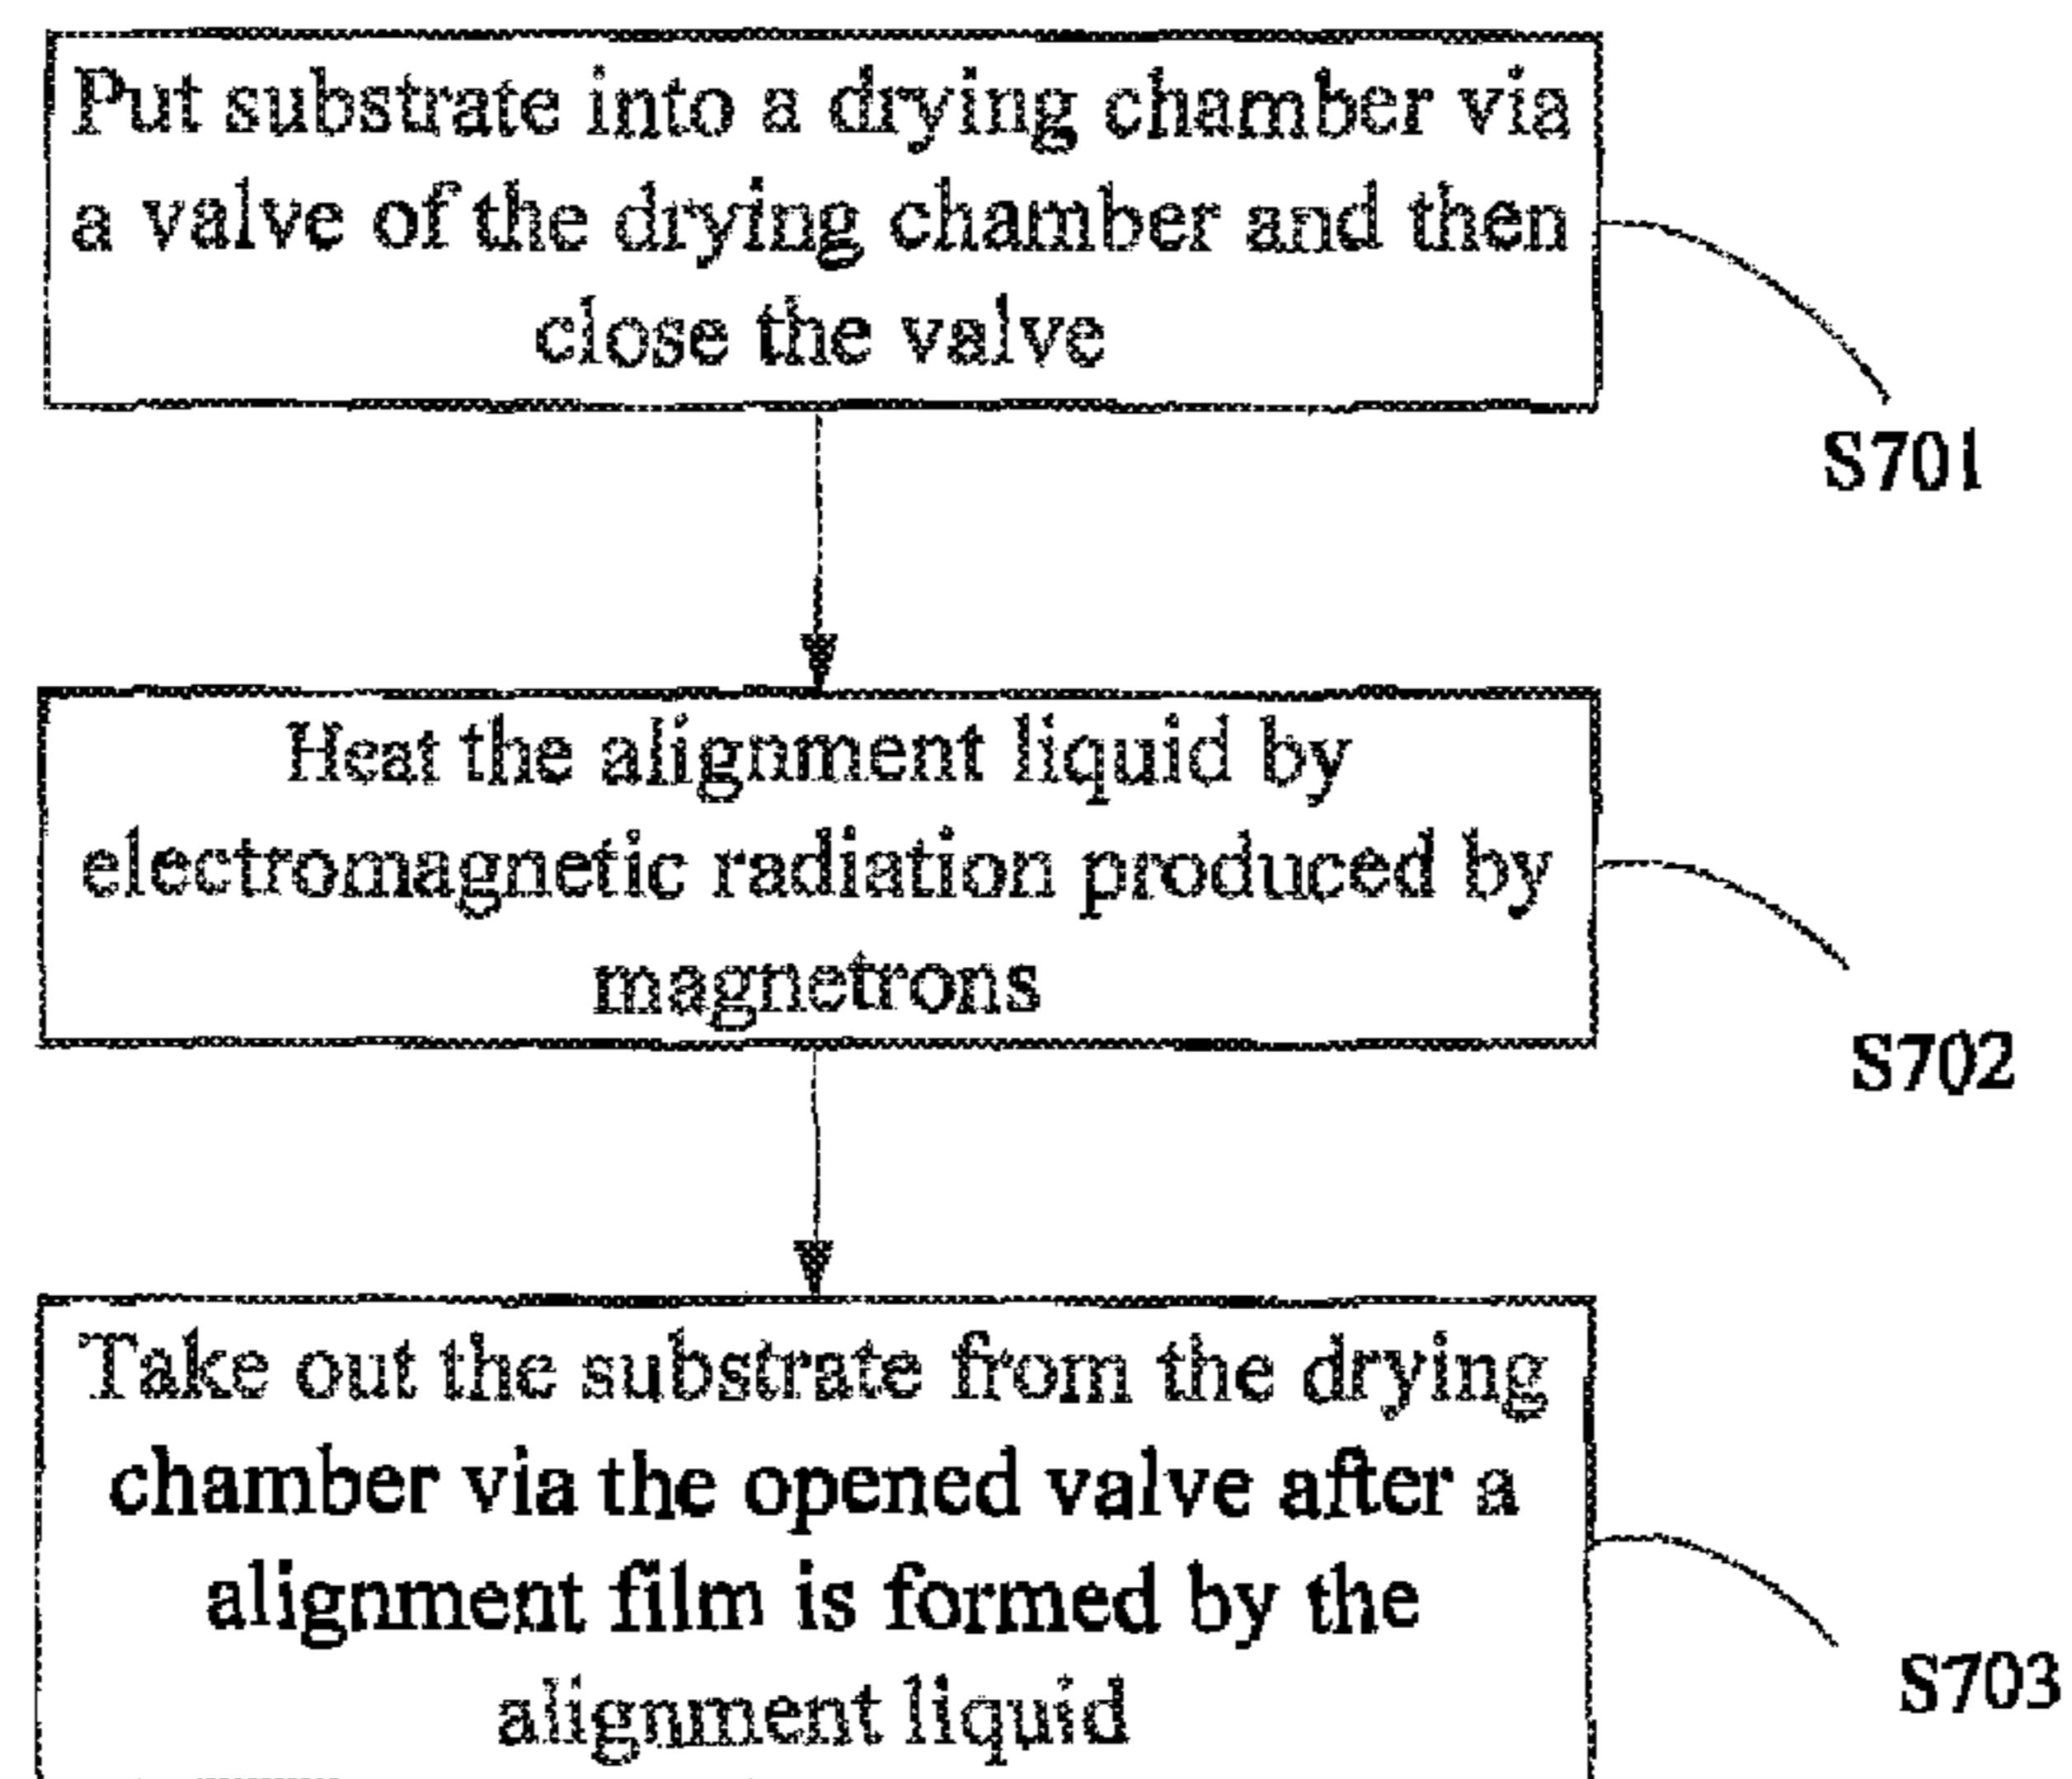 Put substrate into a drying chamber via
a valve of the drying chamber and then
close the valve
S701
Heat the alignment liquid by
electromagnetic radiation produced by
magnetrons
S702
Take out the substrate from the drying
chamber via the opened valve after a
alignment film is formed by the
alignment liquid
S703